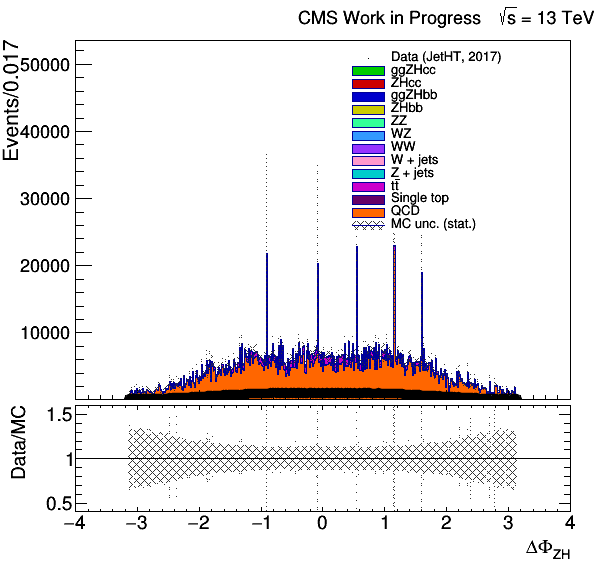 CMS Work in Progress √s = 13 TeV
Events/0.017
50000
40000
30000
20000
10000
Data (JetHT, 2017)
ggZHcc
ZHcc
ggZHbb
ZHbb
ZZ
WZ
WW
W + jets
Z + jets
tt̄
Single top
QCD
MC unc. (stat.)
Data/MC
1.5
1
0.5
−4 −3 −2 −1 0 1 2 3 4
ΔΦ_ZH